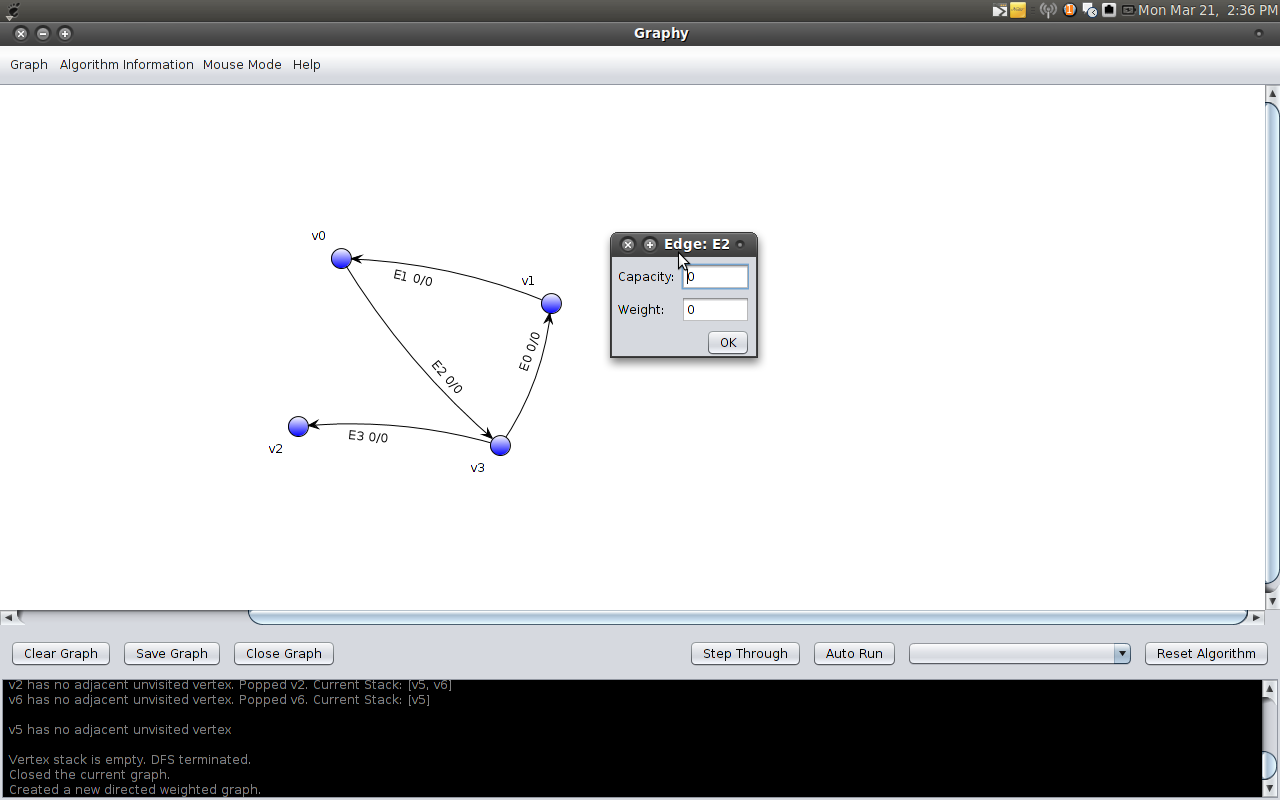 Mon Mar 21, 2:36 PM
Graphy
Graph Algorithm Information Mouse Mode Help
v0
E1 0/0
v1
E2 0/0
E0 0/0
v2
E3 0/0
v3
Edge: E2
Capacity: 0
Weight: 0
OK
Clear Graph Save Graph Close Graph Step Through Auto Run Reset Algorithm
v2 has no adjacent unvisited vertex. Popped v2. Current Stack: [v5, v6]
v6 has no adjacent unvisited vertex. Popped v6. Current Stack: [v5]
v5 has no adjacent unvisited vertex
Vertex stack is empty. DFS terminated.
Closed the current graph.
Created a new directed weighted graph.